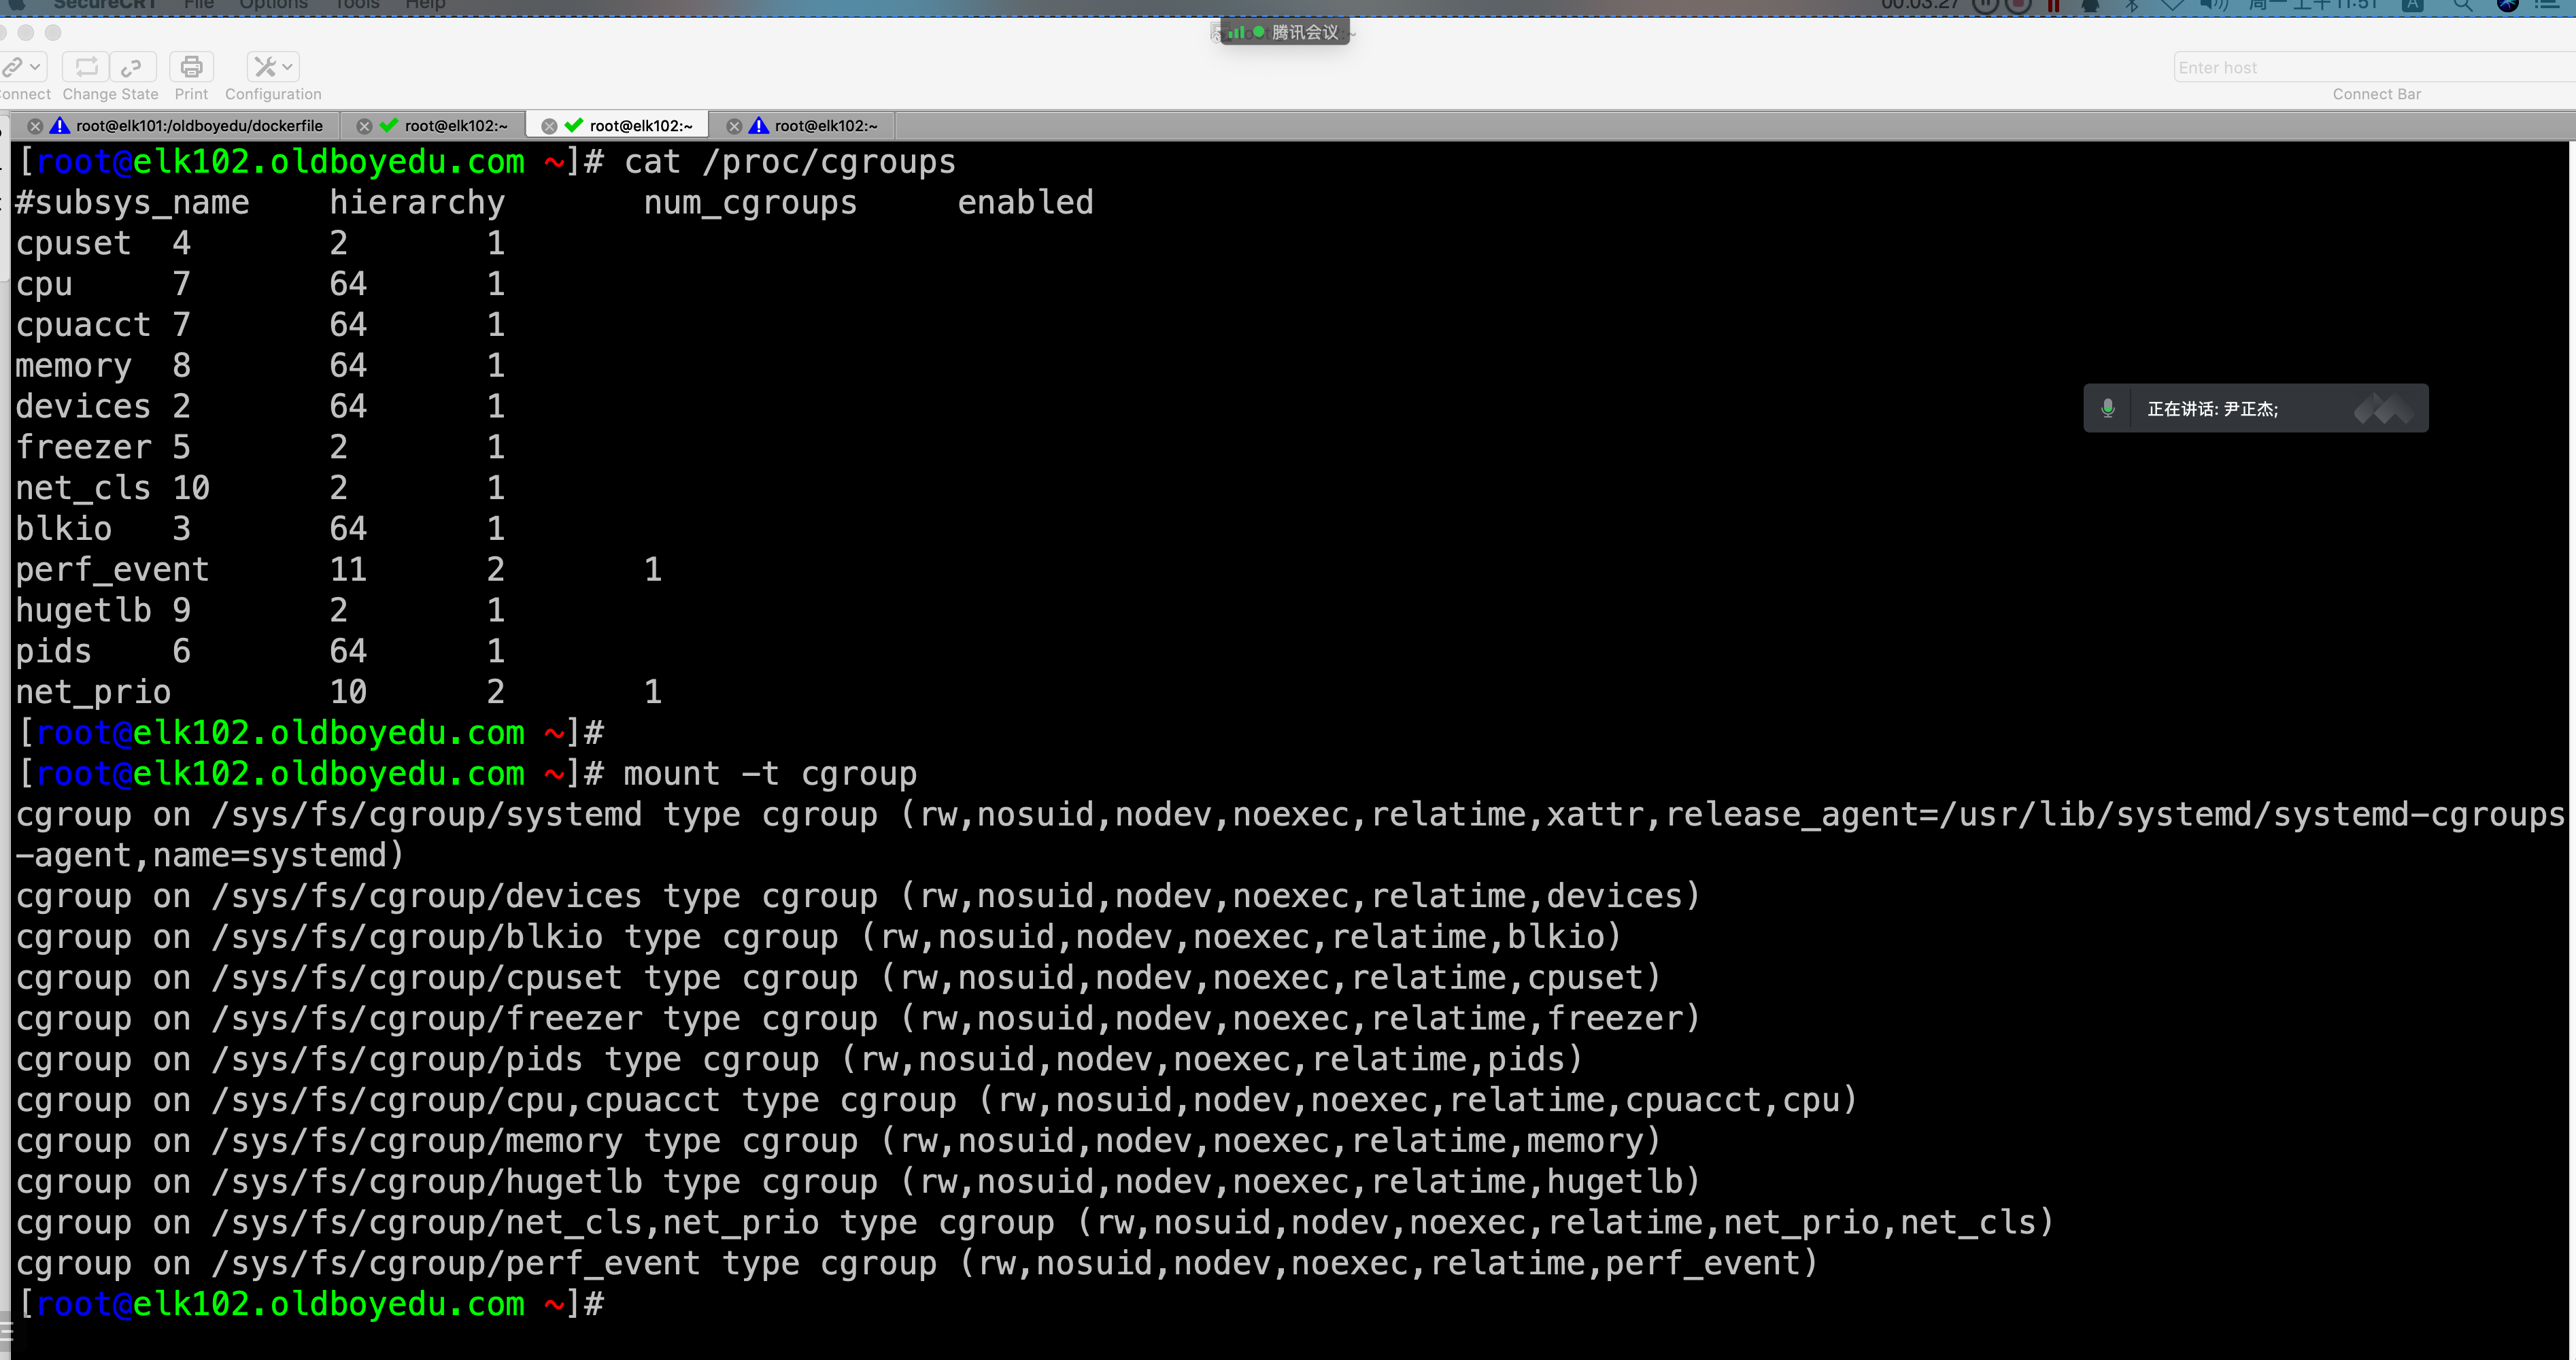 SecureCRT File Options Tools Help 00:03:27 周一 上午11:51
腾讯会议
Enter host
onnect Change State Print Configuration Connect Bar
root@elk101:/oldboyedu/dockerfile root@elk102:~ root@elk102:~ root@elk102:~
[root@elk102.oldboyedu.com ~]# cat /proc/cgroups
#subsys_name hierarchy num_cgroups enabled
cpuset 4 2 1
cpu 7 64 1
cpuacct 7 64 1
memory 8 64 1
devices 2 64 1
正在讲话: 尹正杰;
freezer 5 2 1
net_cls 10 2 1
blkio 3 64 1
perf_event 11 2 1
hugetlb 9 2 1
pids 6 64 1
net_prio 10 2 1
[root@elk102.oldboyedu.com ~]#
[root@elk102.oldboyedu.com ~]# mount -t cgroup
cgroup on /sys/fs/cgroup/systemd type cgroup (rw,nosuid,nodev,noexec,relatime,xattr,release_agent=/usr/lib/systemd/systemd-cgroups
-agent,name=systemd)
cgroup on /sys/fs/cgroup/devices type cgroup (rw,nosuid,nodev,noexec,relatime,devices)
cgroup on /sys/fs/cgroup/blkio type cgroup (rw,nosuid,nodev,noexec,relatime,blkio)
cgroup on /sys/fs/cgroup/cpuset type cgroup (rw,nosuid,nodev,noexec,relatime,cpuset)
cgroup on /sys/fs/cgroup/freezer type cgroup (rw,nosuid,nodev,noexec,relatime,freezer)
cgroup on /sys/fs/cgroup/pids type cgroup (rw,nosuid,nodev,noexec,relatime,pids)
cgroup on /sys/fs/cgroup/cpu,cpuacct type cgroup (rw,nosuid,nodev,noexec,relatime,cpuacct,cpu)
cgroup on /sys/fs/cgroup/memory type cgroup (rw,nosuid,nodev,noexec,relatime,memory)
cgroup on /sys/fs/cgroup/hugetlb type cgroup (rw,nosuid,nodev,noexec,relatime,hugetlb)
cgroup on /sys/fs/cgroup/net_cls,net_prio type cgroup (rw,nosuid,nodev,noexec,relatime,net_prio,net_cls)
cgroup on /sys/fs/cgroup/perf_event type cgroup (rw,nosuid,nodev,noexec,relatime,perf_event)
[root@elk102.oldboyedu.com ~]#